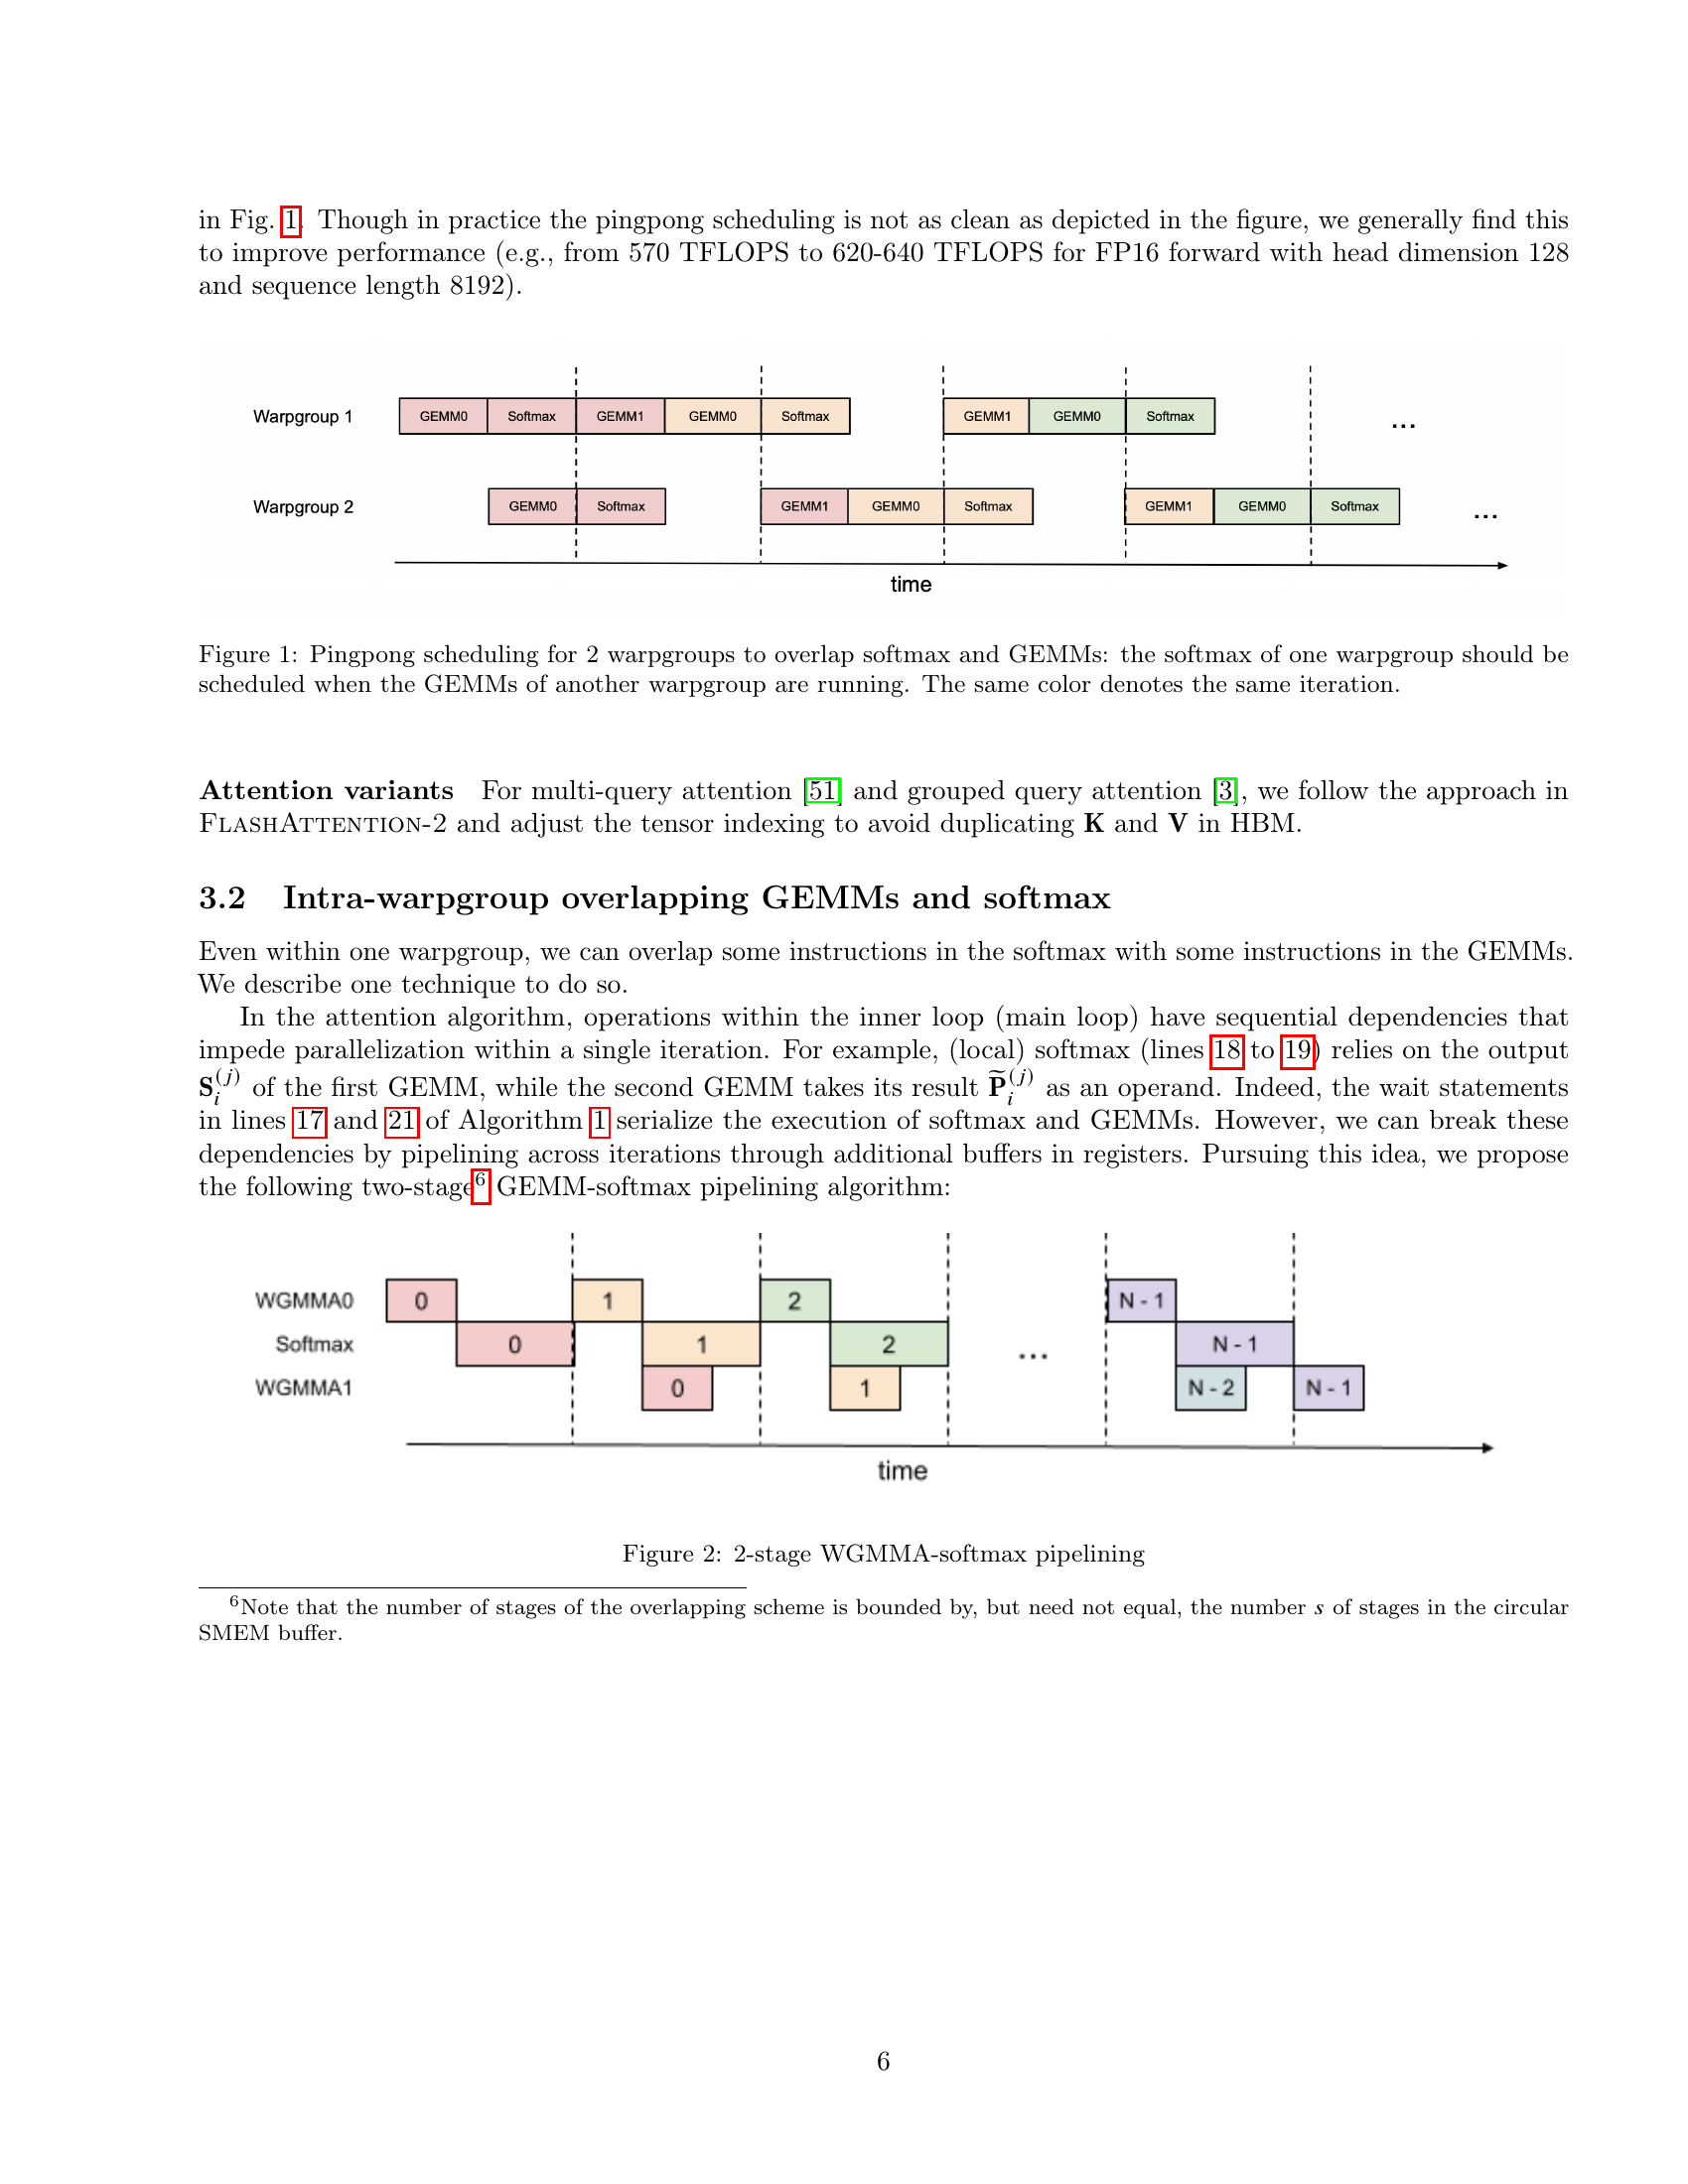 in Fig. 1. Though in practice the pingpong scheduling is not as clean as depicted in the figure, we generally find this
to improve performance (e.g., from 570 TFLOPS to 620-640 TFLOPS for FP16 forward with head dimension 128
and sequence length 8192).
Warpgroup 1 GEMM0 Softmax GEMM1 GEMM0 Softmax GEMM1 GEMM0 Softmax ...
Warpgroup 2 GEMM0 Softmax GEMM1 GEMM0 Softmax GEMM1 GEMM0 Softmax ...
time
Figure 1: Pingpong scheduling for 2 warpgroups to overlap softmax and GEMMs: the softmax of one warpgroup should be
scheduled when the GEMMs of another warpgroup are running. The same color denotes the same iteration.
Attention variants For multi-query attention [51] and grouped query attention [3], we follow the approach in
FLASHATTENTION-2 and adjust the tensor indexing to avoid duplicating K and V in HBM.
3.2 Intra-warpgroup overlapping GEMMs and softmax
Even within one warpgroup, we can overlap some instructions in the softmax with some instructions in the GEMMs.
We describe one technique to do so.
In the attention algorithm, operations within the inner loop (main loop) have sequential dependencies that
impede parallelization within a single iteration. For example, (local) softmax (lines 18 to 19) relies on the output
S_i^(j) of the first GEMM, while the second GEMM takes its result P̃_i^(j) as an operand. Indeed, the wait statements
in lines 17 and 21 of Algorithm 1 serialize the execution of softmax and GEMMs. However, we can break these
dependencies by pipelining across iterations through additional buffers in registers. Pursuing this idea, we propose
the following two-stage⁶ GEMM-softmax pipelining algorithm:
WGMMA0 0 1 2 N - 1
Softmax 0 1 2 ... N - 1
WGMMA1 0 1 N - 2 N - 1
time
Figure 2: 2-stage WGMMA-softmax pipelining
⁶Note that the number of stages of the overlapping scheme is bounded by, but need not equal, the number s of stages in the circular
SMEM buffer.
6